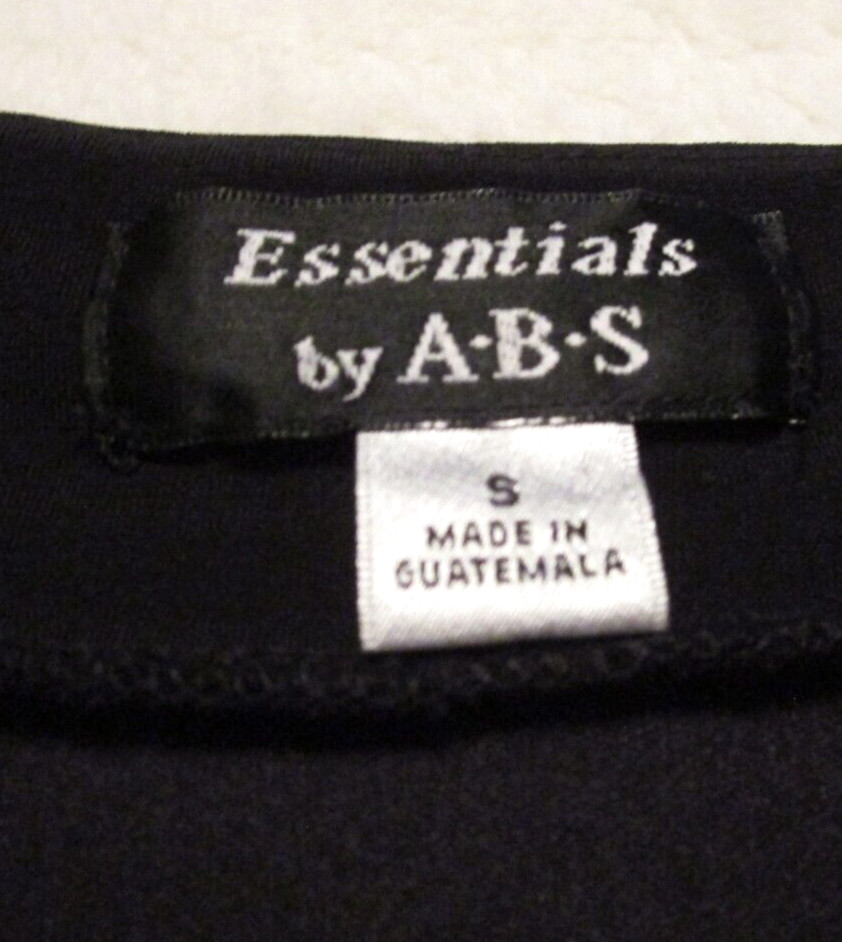 Essentials
by A·B·S
S
MADE IN
GUATEMALA